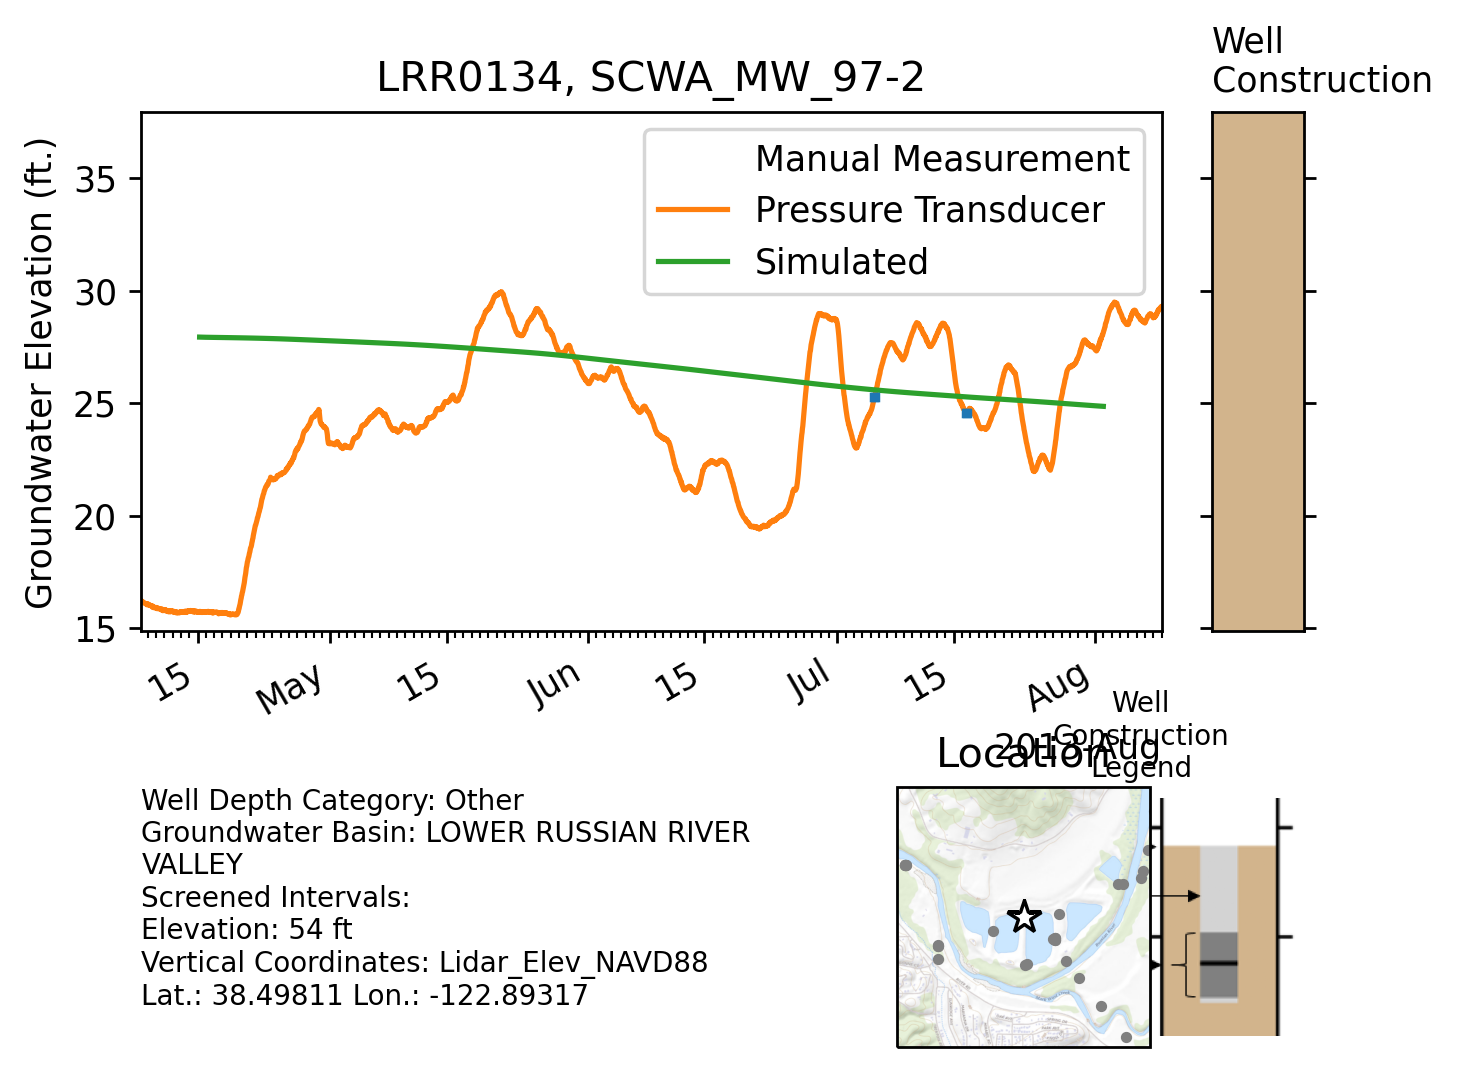 Well
Construction
LRR0134, SCWA_MW_97-2
Groundwater Elevation (ft.)
35
30
25
20
15
Manual Measurement
Pressure Transducer
Simulated
15
May
15
Jun
15
Jul
15
Aug
2013-Aug
Location
Well
Construction
Legend
Well Depth Category: Other
Groundwater Basin: LOWER RUSSIAN RIVER
VALLEY
Screened Intervals:
Elevation: 54 ft
Vertical Coordinates: Lidar_Elev_NAVD88
Lat.: 38.49811 Lon.: -122.89317